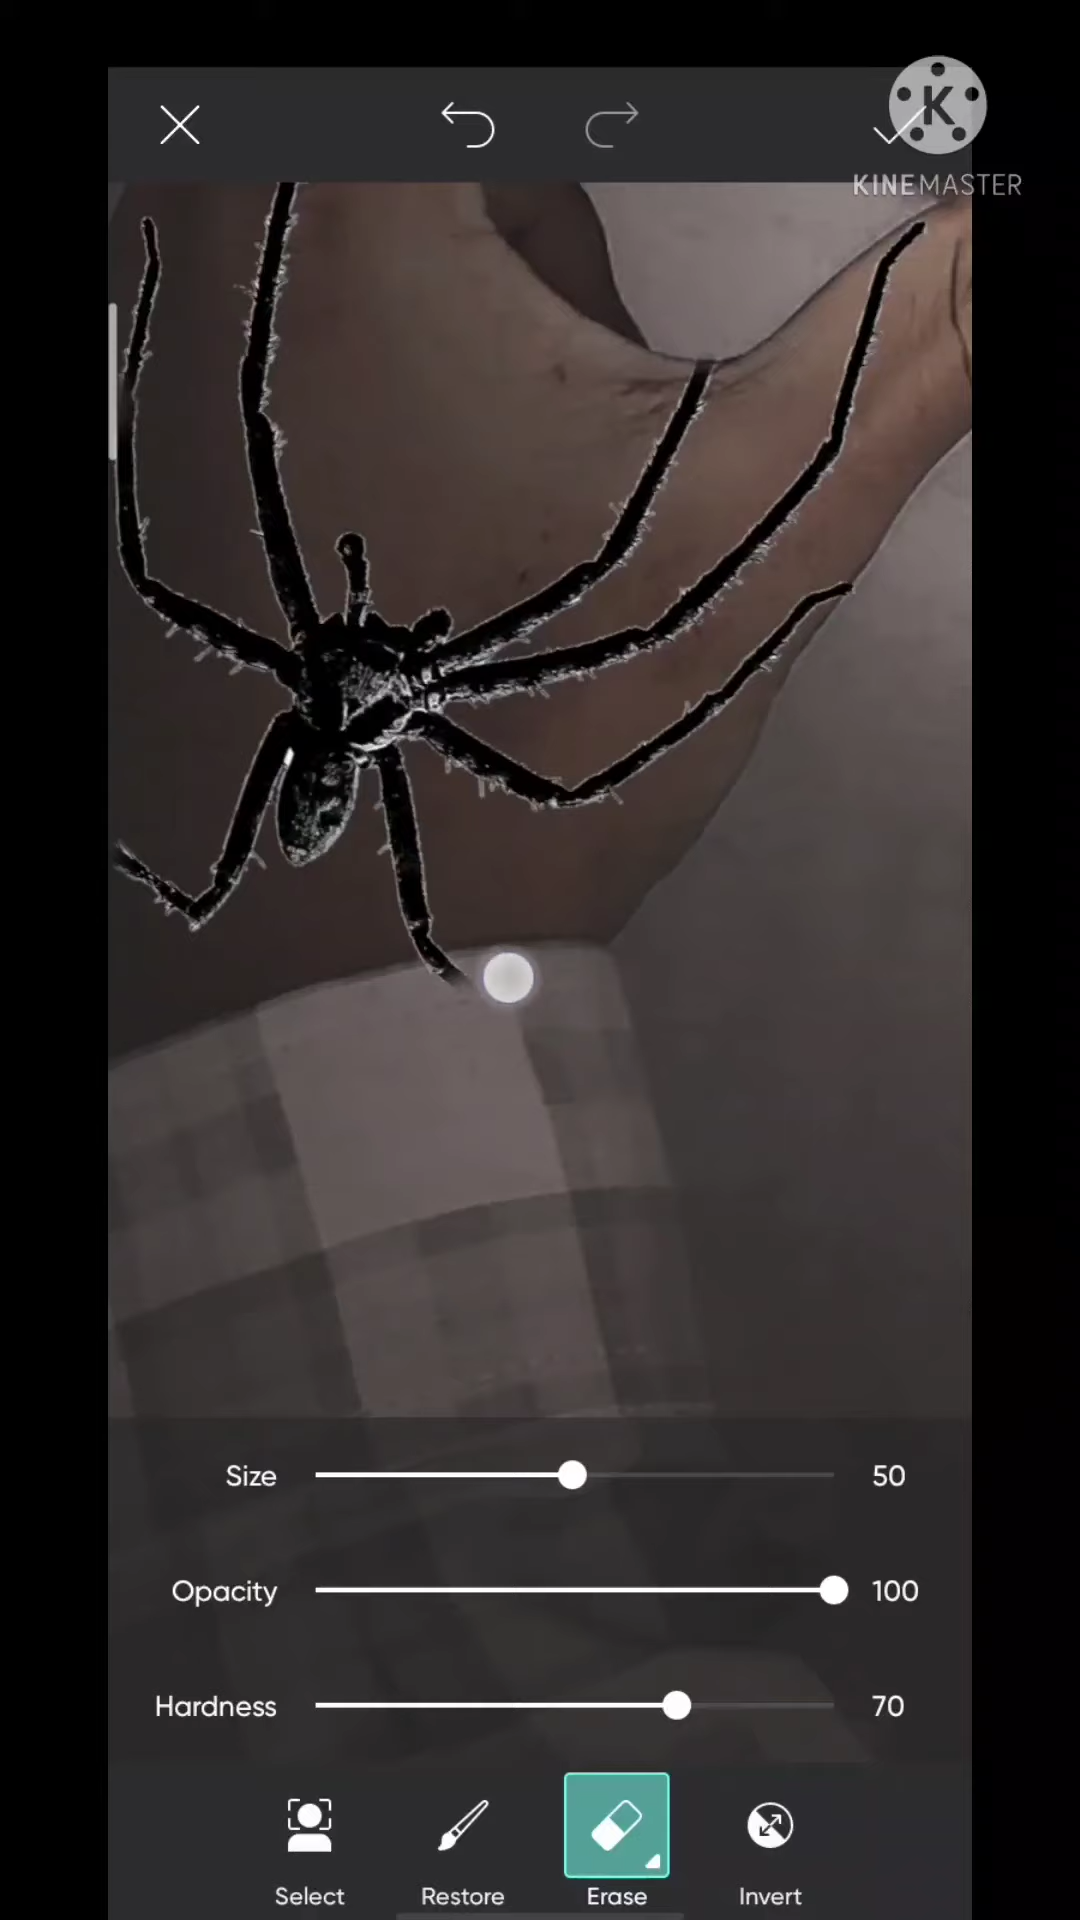 K
KINEMASTER
Size 50
Opacity 100
Hardness 70
Select Restore Erase Invert